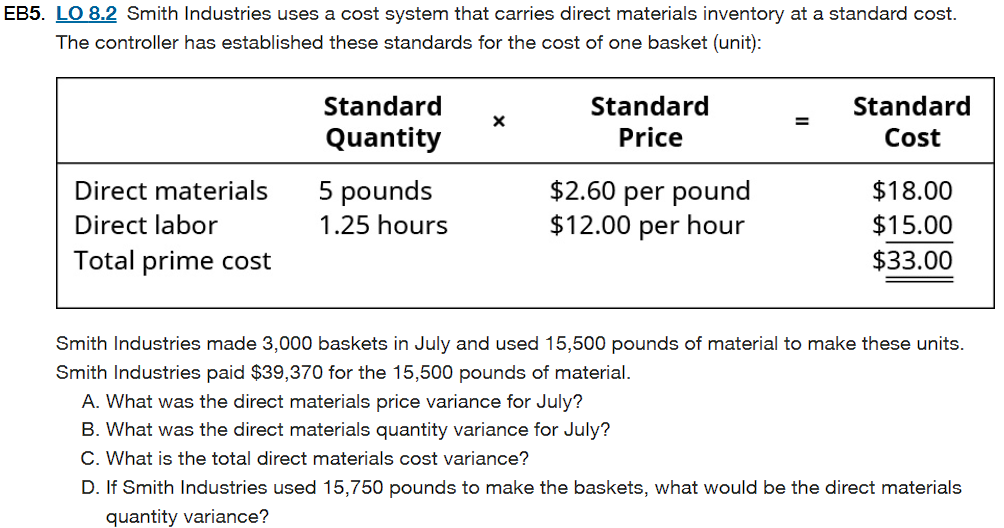 EB5. LO 8.2 Smith Industries uses a cost system that carries direct materials inventory at a standard cost.
The controller has established these standards for the cost of one basket (unit):
Standard Quantity × Standard Price = Standard Cost
Direct materials 5 pounds $2.60 per pound $18.00
Direct labor 1.25 hours $12.00 per hour $15.00
Total prime cost $33.00
Smith Industries made 3,000 baskets in July and used 15,500 pounds of material to make these units.
Smith Industries paid $39,370 for the 15,500 pounds of material.
A. What was the direct materials price variance for July?
B. What was the direct materials quantity variance for July?
C. What is the total direct materials cost variance?
D. If Smith Industries used 15,750 pounds to make the baskets, what would be the direct materials
quantity variance?